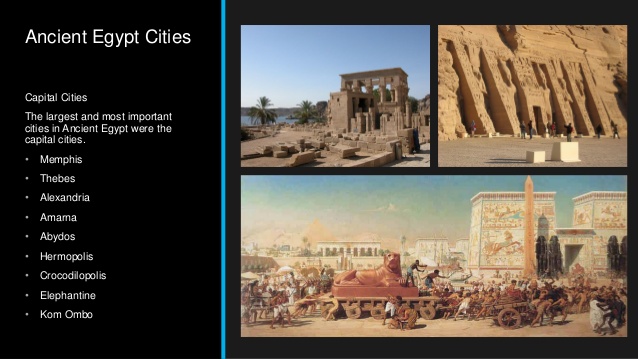 Ancient Egypt Cities
Capital Cities
The largest and most important
cities in Ancient Egypt were the
capital cities.
• Memphis
• Thebes
• Alexandria
• Amarna
• Abydos
• Hermopolis
• Crocodilopolis
• Elephantine
• Kom Ombo